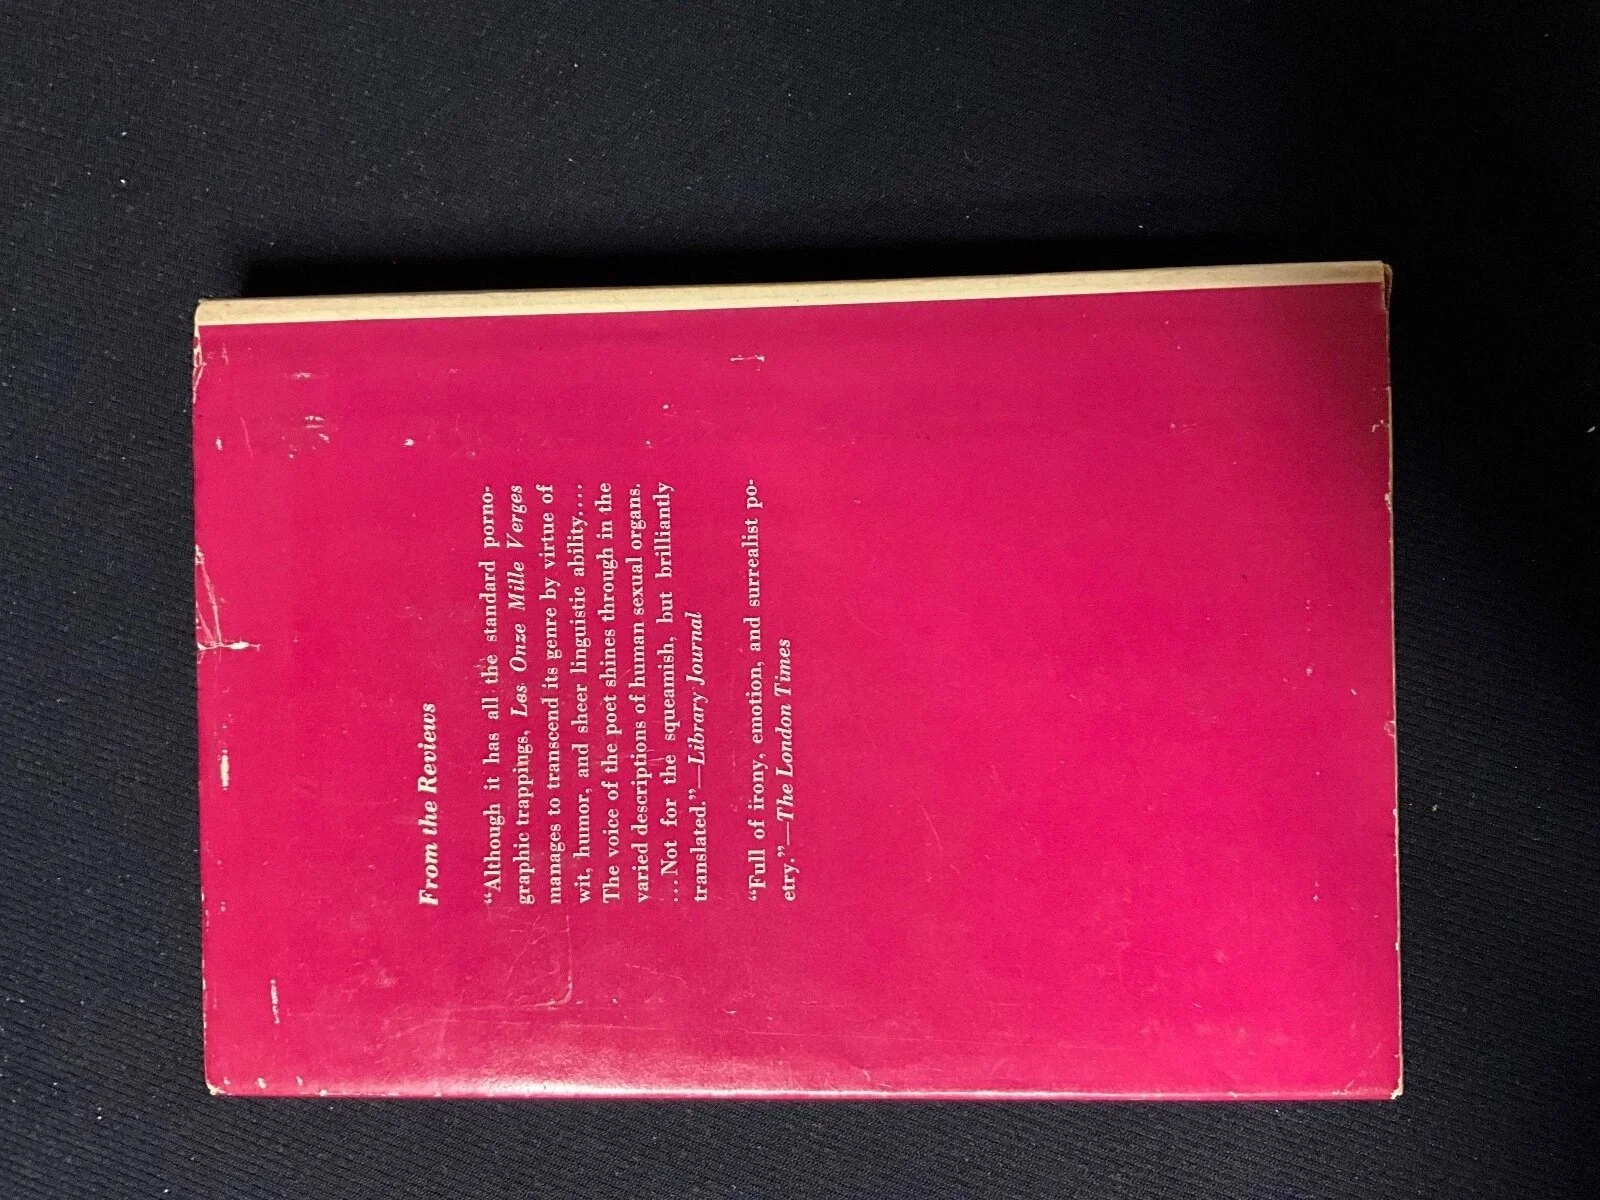 From the Reviews
“Although it has all the standard porno-
graphic trappings, Les Onze Mille Verges
manages to transcend its genre by virtue of
wit, humor, and sheer linguistic ability....
The voice of the poet shines through in the
varied descriptions of human sexual organs.
...Not for the squeamish, but brilliantly
translated.”—Library Journal
“Full of irony, emotion, and surrealist po-
etry.”—The London Times